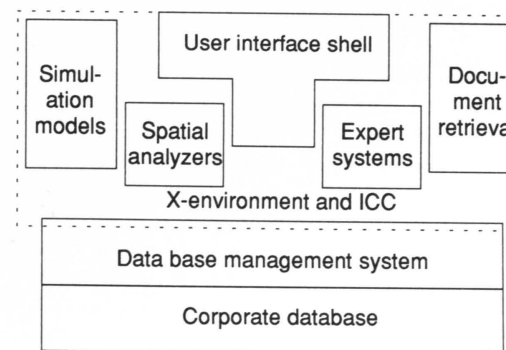 User interface shell
Simul-
ation
models
Spatial
analyzers
Expert
systems
Docu-
ment
retrieva
X-environment and ICC
Data base management system
Corporate database